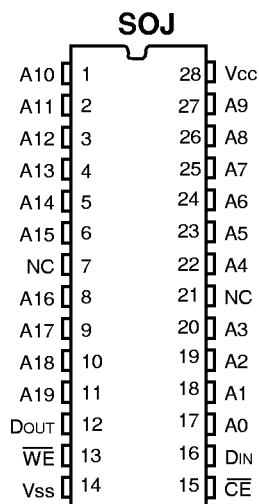 SOJ
A10 1 28 Vcc
A11 2 27 A9
A12 3 26 A8
A13 4 25 A7
A14 5 24 A6
A15 6 23 A5
NC 7 22 A4
A16 8 21 NC
A17 9 20 A3
A18 10 19 A2
A19 11 18 A1
DOUT 12 17 A0
W̅E̅ 13 16 DIN
Vss 14 15 C̅E̅